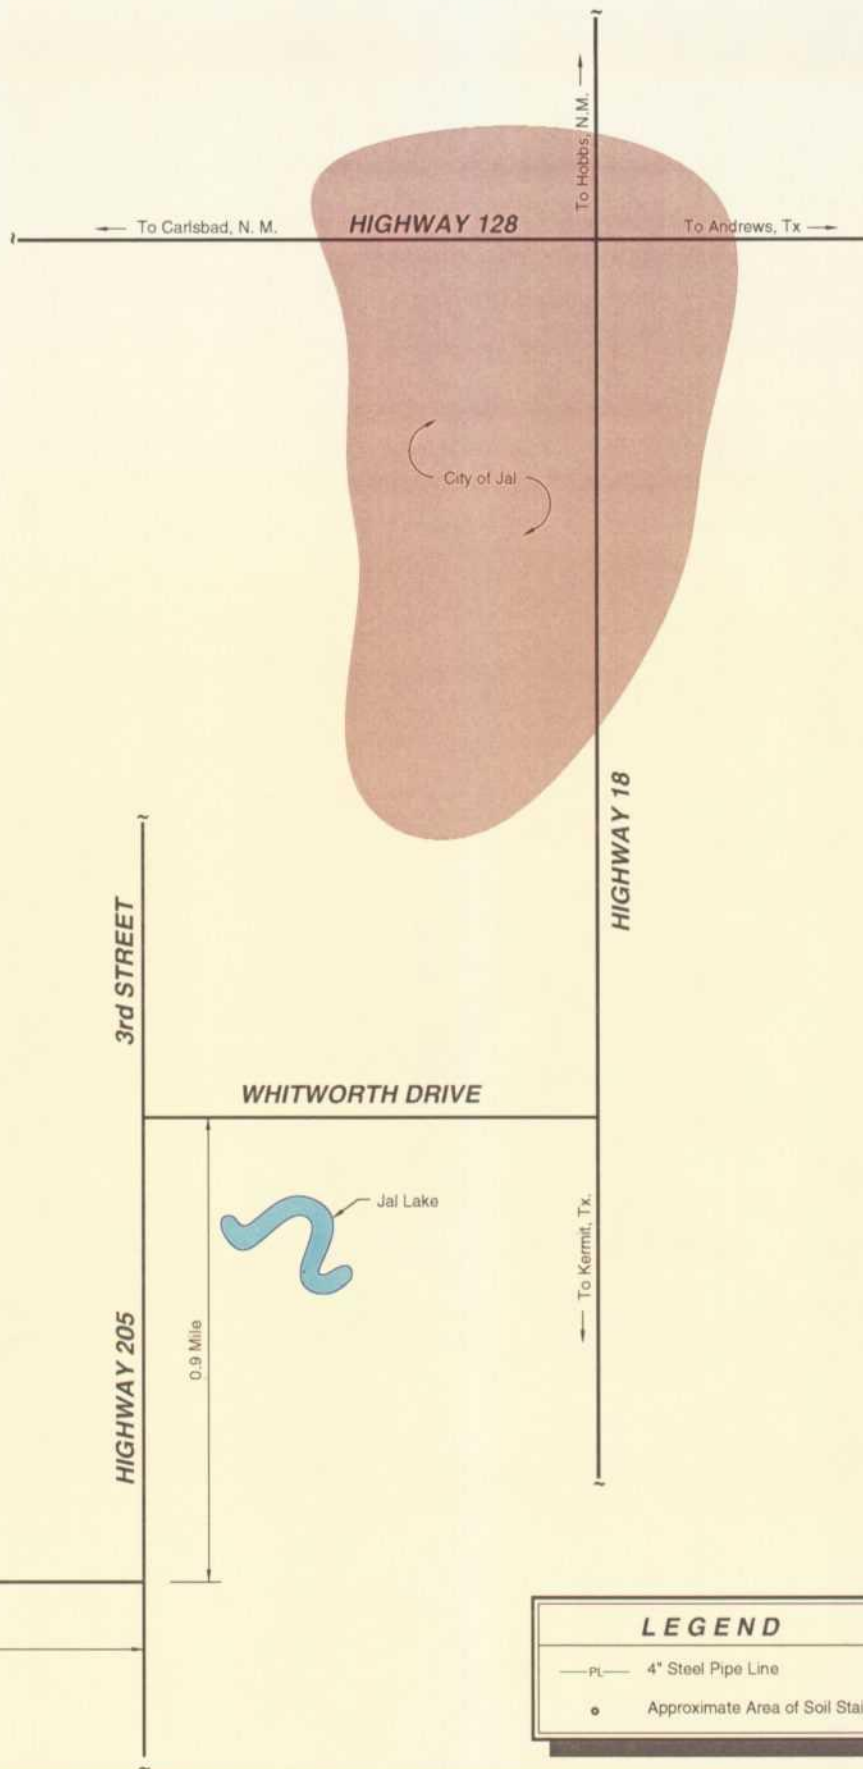 To Hobbs, N.M.
To Carlsbad, N. M.
HIGHWAY 128
To Andrews, Tx
City of Jal
HIGHWAY 18
3rd STREET
WHITWORTH DRIVE
Jal Lake
To Kermit, Tx.
0.9 Mile
HIGHWAY 205
LEGEND
PL 4" Steel Pipe Line
Approximate Area of Soil Stai